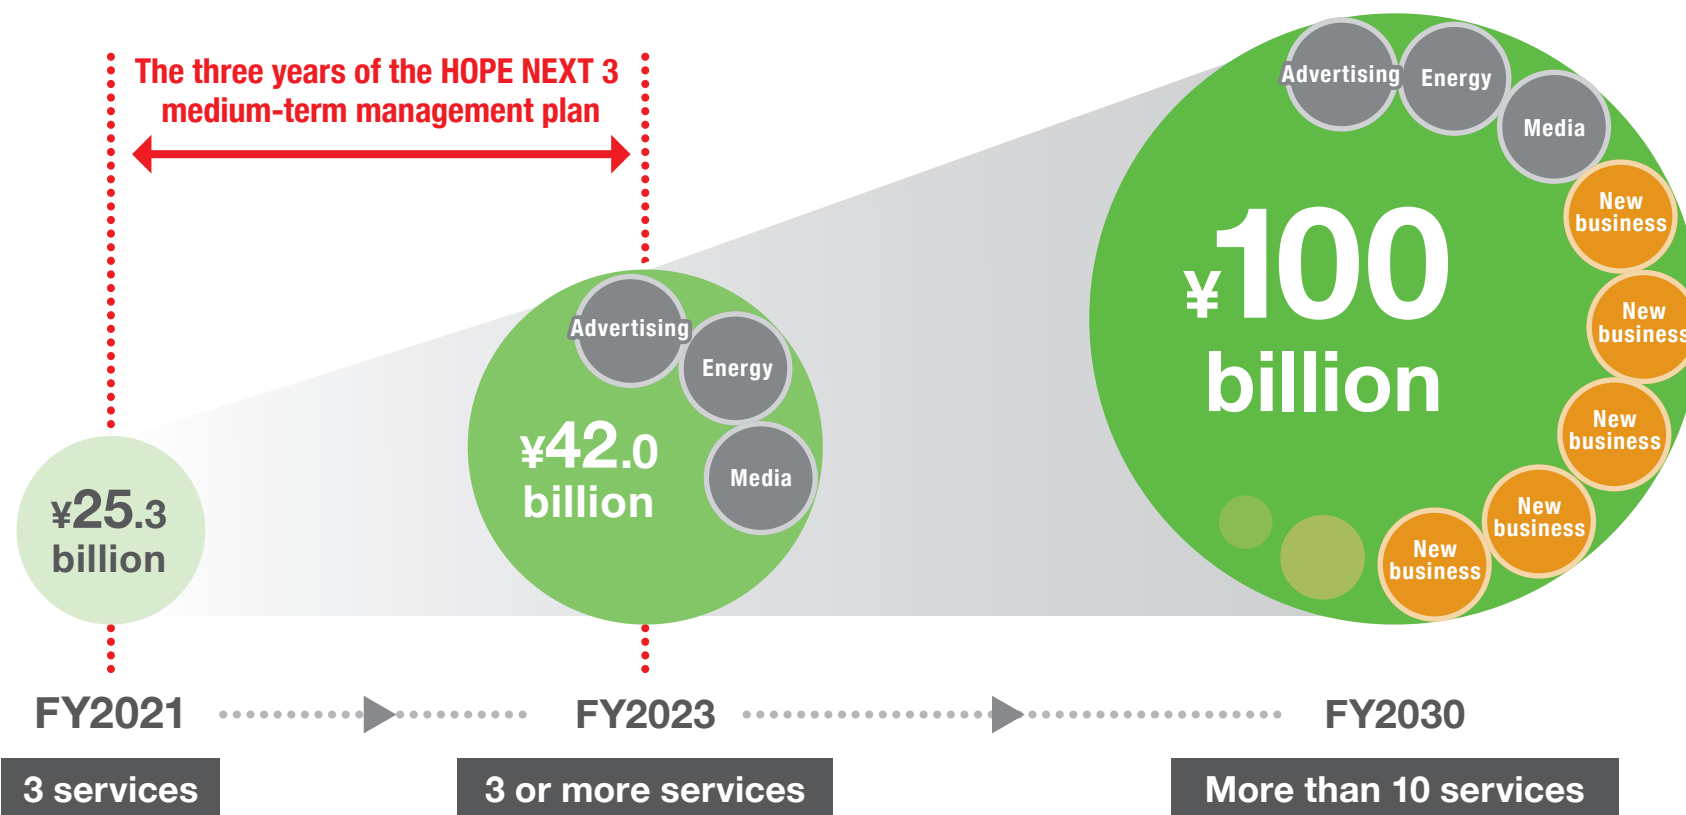 The three years of the HOPE NEXT 3
medium-term management plan
¥25.3
billion
Advertising
Energy
Media
¥42.0
billion
Advertising
Energy
Media
New
business
New
business
New
business
New
business
New
business
¥100
billion
FY2021
FY2023
FY2030
3 services
3 or more services
More than 10 services